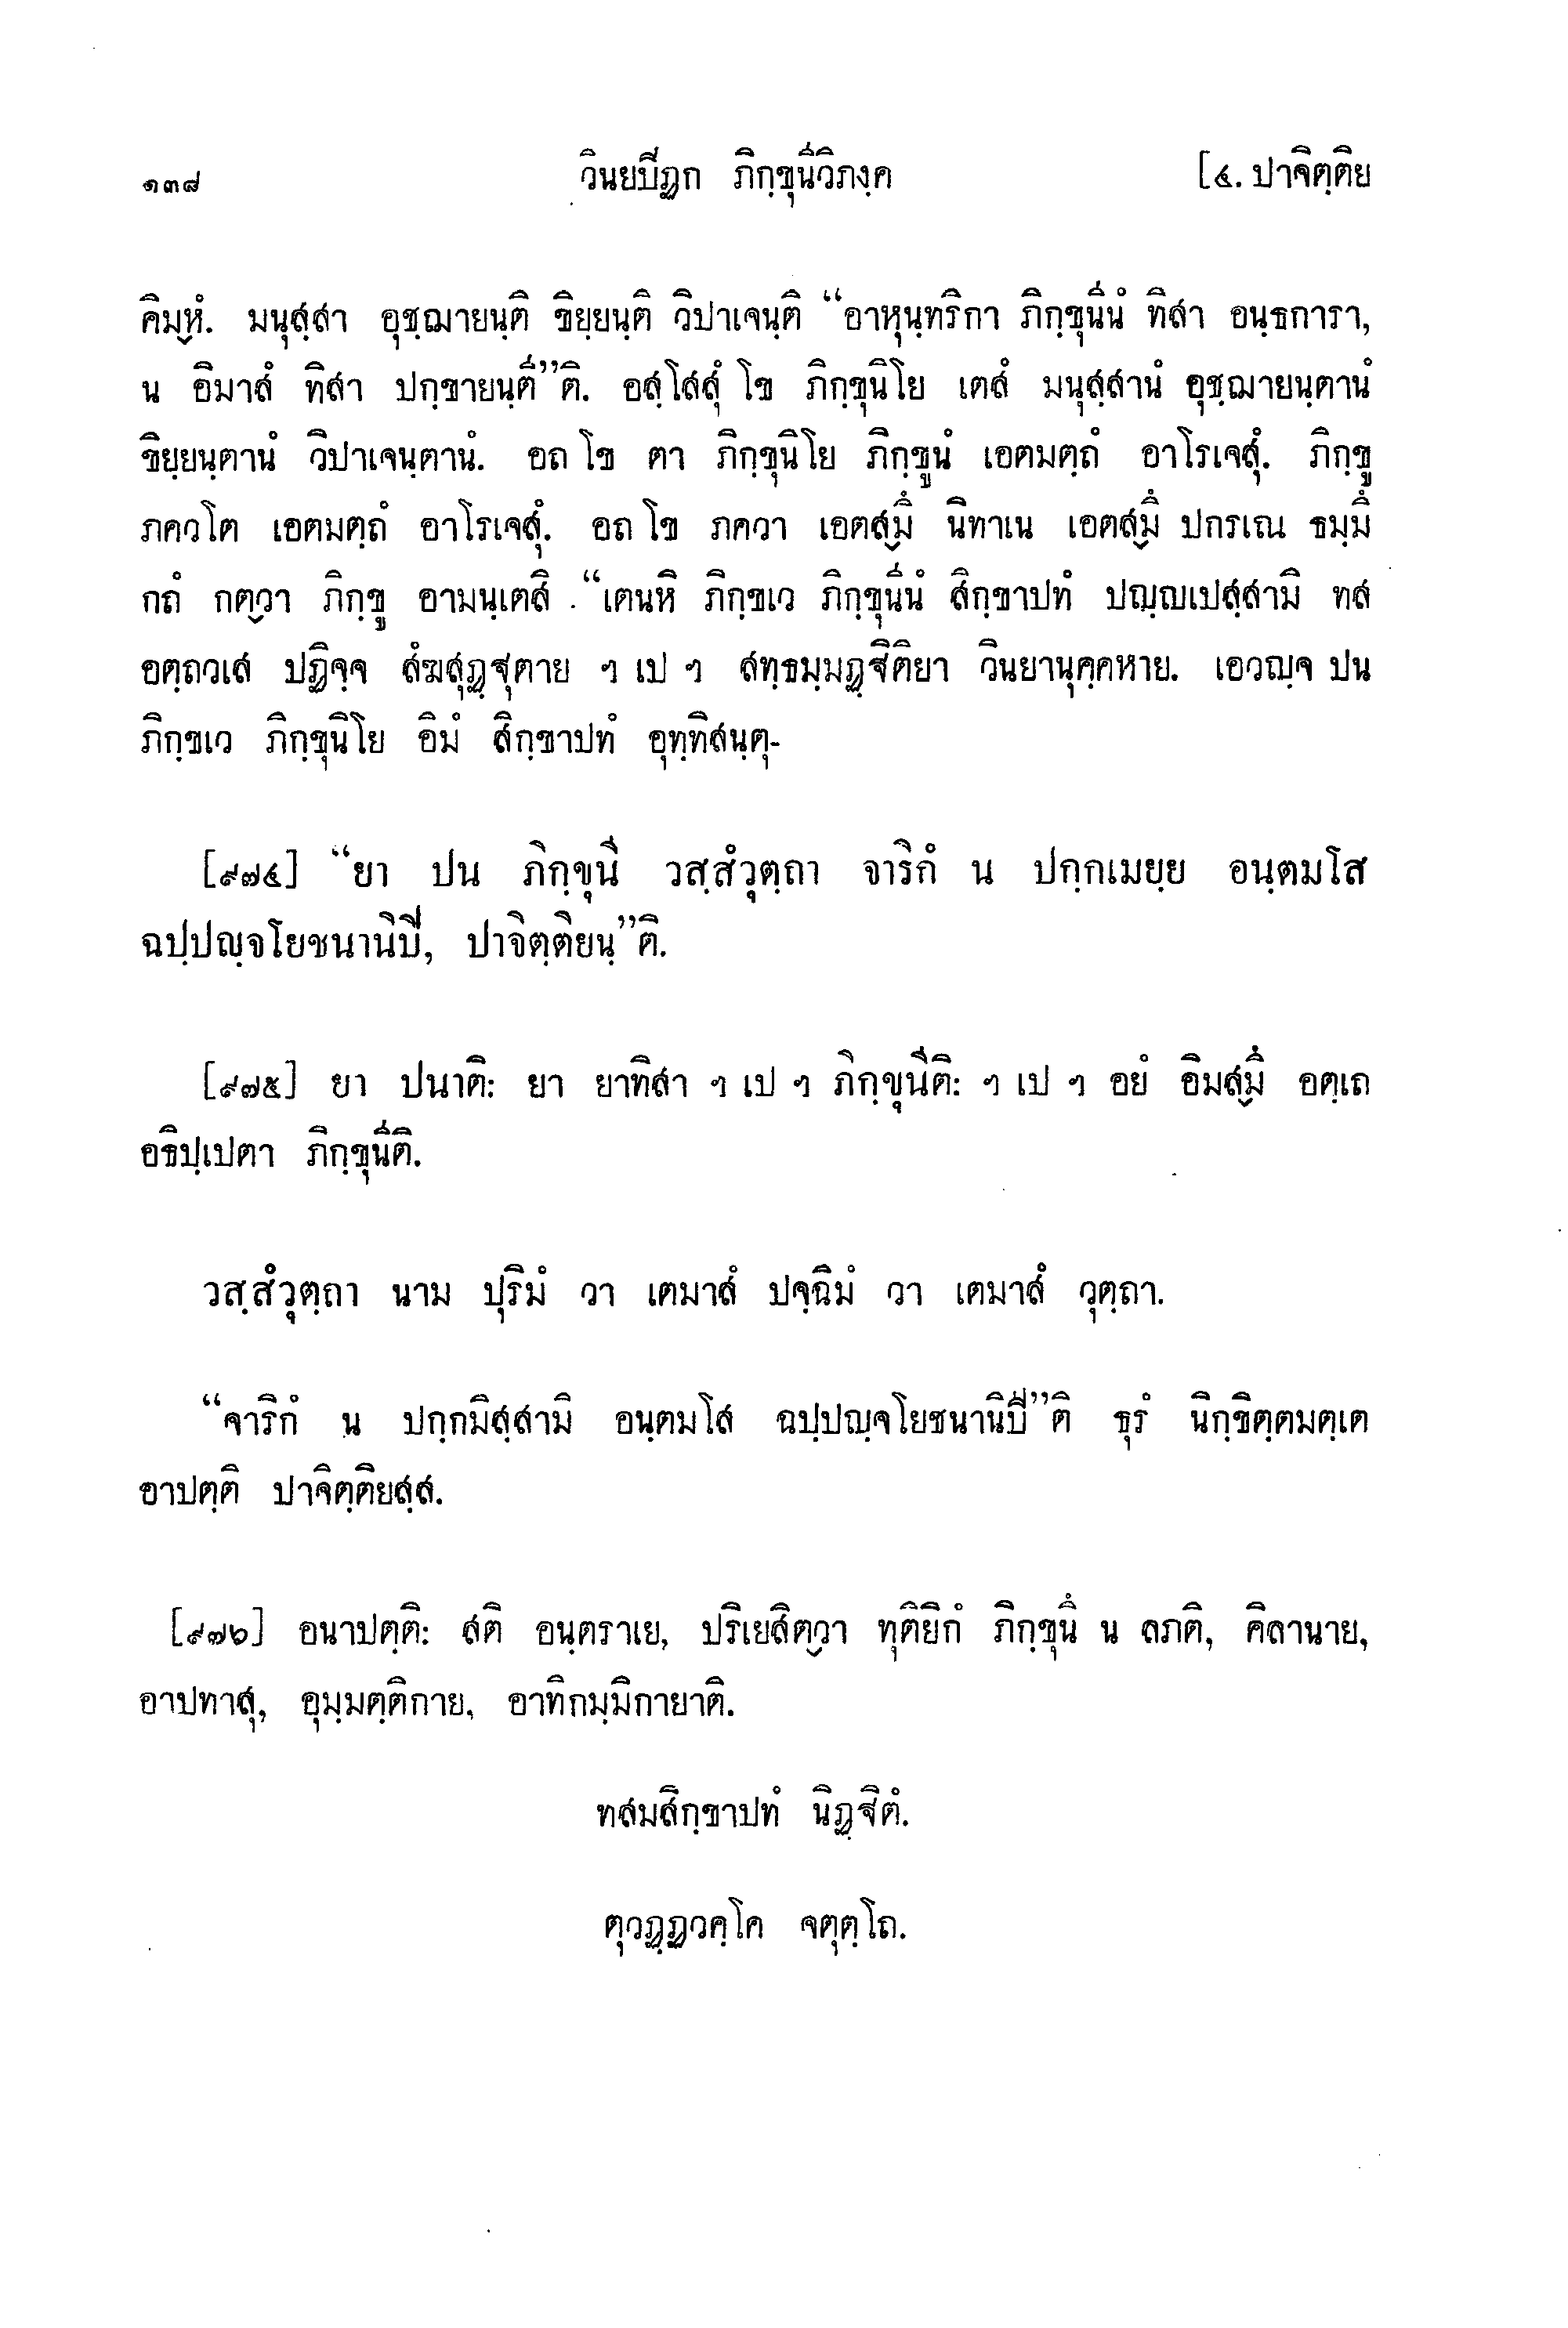 ๑๓๘ วินยปิฏก ภิกฺขุนีวิภงฺค [๔. ปาจิตฺติย
คิมฺหํ. มนุสฺสา อุชฺฌายนฺติ ขิยฺยนฺติ วิปาเจนฺติ “อาหุนฺทริกา ภิกฺขุนีนํ ทิสา อนฺธการา,
น อิมาสํ ทิสา ปกฺขายนฺตี”ติ. อสฺโสสุํ โข ภิกฺขุนิโย เตสํ มนุสฺสานํ อุชฺฌายนฺตานํ
ขิยฺยนฺตานํ วิปาเจนฺตานํ. อถ โข ตา ภิกฺขุนิโย ภิกฺขูนํ เอตมตฺถํ อาโรเจสุํ. ภิกฺขู
ภควโต เอตมตฺถํ อาโรเจสุํ. อถ โข ภควา เอตสฺมิํ นิทาเน เอตสฺมิํ ปกรเณ ธมฺมิํ
กถํ กตฺวา ภิกฺขู อามนฺเตสิ “เตนหิ ภิกฺขเว ภิกฺขุนีนํ สิกฺขาปทํ ปญฺญเปสฺสามิ ทส
อตฺถวเส ปฏิจฺจ สํฆสุฏฺฐุตาย ฯ เป ฯ สทฺธมฺมฏฺฐิติยา วินยานุคฺคหาย. เอวญฺจ ปน
ภิกฺขเว ภิกฺขุนิโย อิมํ สิกฺขาปทํ อุทฺทิสนฺตุ-
[๙๗๔] “ยา ปน ภิกฺขุนี วสฺสํวุตฺถา จาริกํ น ปกฺกเมยฺย อนฺตมโส
ฉปฺปญฺจโยชนานิปิ, ปาจิตฺติยนฺ”ติ.
[๙๗๕] ยา ปนาติ: ยา ยาทิสา ฯ เป ฯ ภิกฺขุนีติ: ฯ เป ฯ อยํ อิมสฺมิํ อตฺเถ
อธิปฺเปตา ภิกฺขุนีติ.
วสฺสํวุตฺถา นาม ปุริมํ วา เตมาสํ ปจฺฉิมํ วา เตมาสํ วุตฺถา.
“จาริกํ น ปกฺกมิสฺสามิ อนฺตมโส ฉปฺปญฺจโยชนานิปี”ติ ธุรํ นิกฺขิตฺตมตฺเต
อาปตฺติ ปาจิตฺติยสฺส.
[๙๗๖] อนาปตฺติ: สติ อนฺตราเย, ปริเยสิตฺวา ทุติยิกํ ภิกฺขุนิํ น ลภติ, คิลานาย,
อาปทาสุ, อุมฺมตฺติกาย, อาทิกมฺมิกายาติ.
ทสมสิกฺขาปทํ นิฏฺฐิตํ.
ตุวฏฺฏวคฺโค จตุตฺโถ.